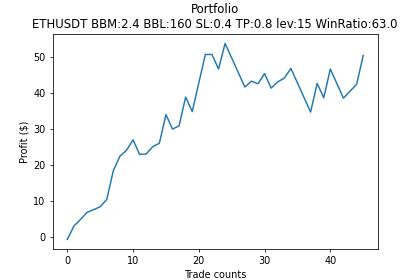 Portfolio
ETHUSDT BBM:2.4 BBL:160 SL:0.4 TP:0.8 lev:15 WinRatio:63.0
50
40
30
20
10
0
Profit ($)
0 10 20 30 40
Trade counts